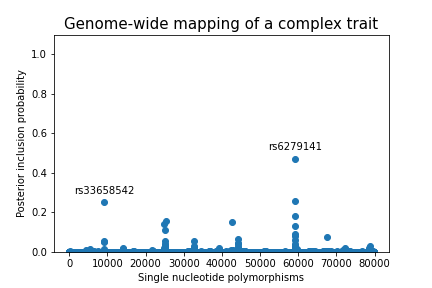 Genome-wide mapping of a complex trait
Posterior inclusion probability
1.0
0.8
0.6
0.4
0.2
0.0
rs6279141
rs33658542
0 10000 20000 30000 40000 50000 60000 70000 80000
Single nucleotide polymorphisms